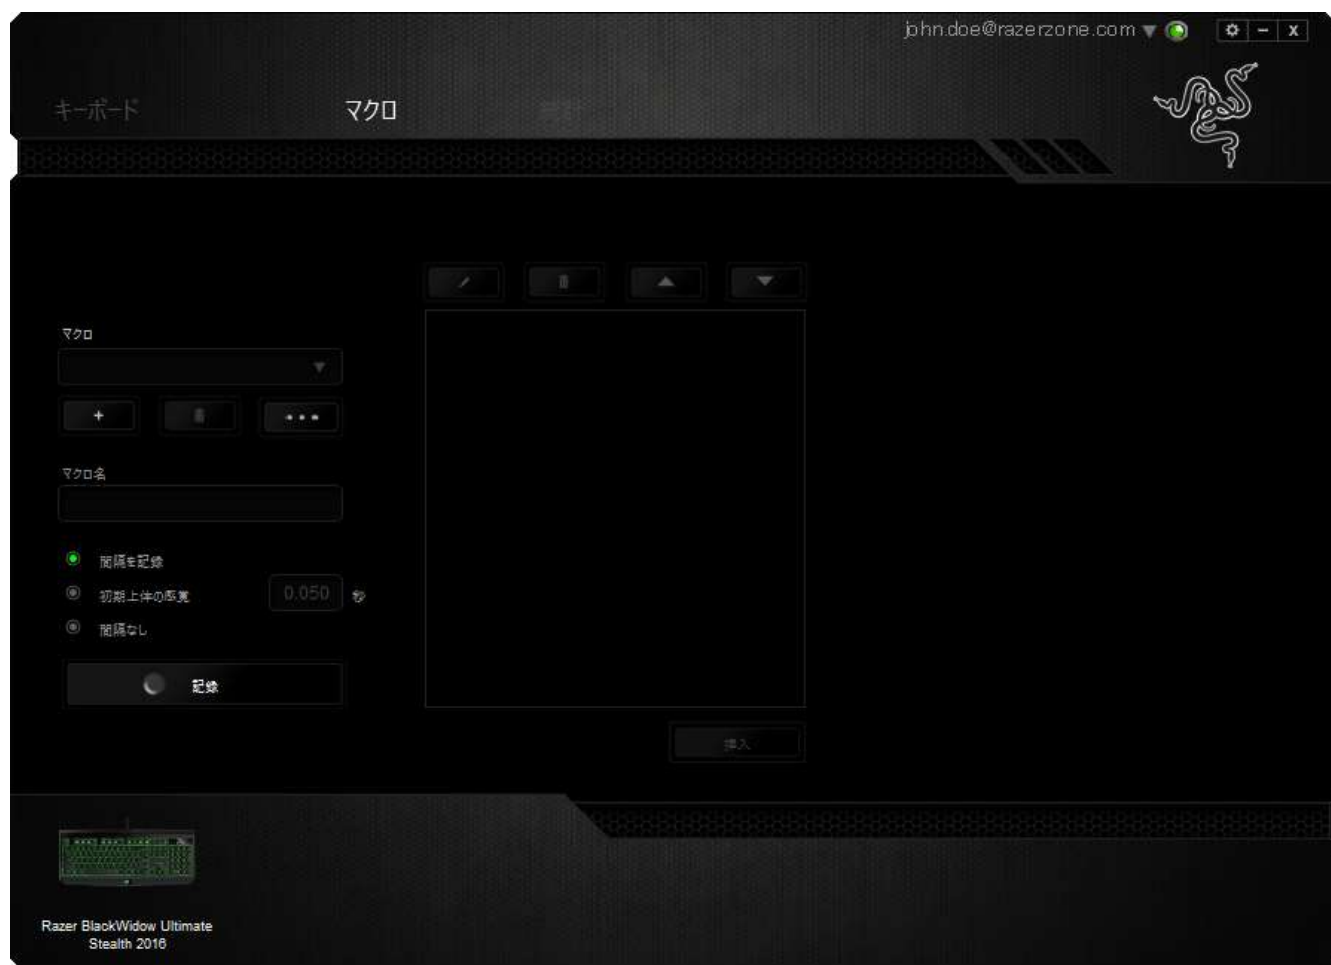 john.doe@razerzone.com
キーボード
マクロ
マクロ
マクロ名
間隔を記録
0.050 秒
間隔なし
記録
挿入
Razer BlackWidow Ultimate
Stealth 2016